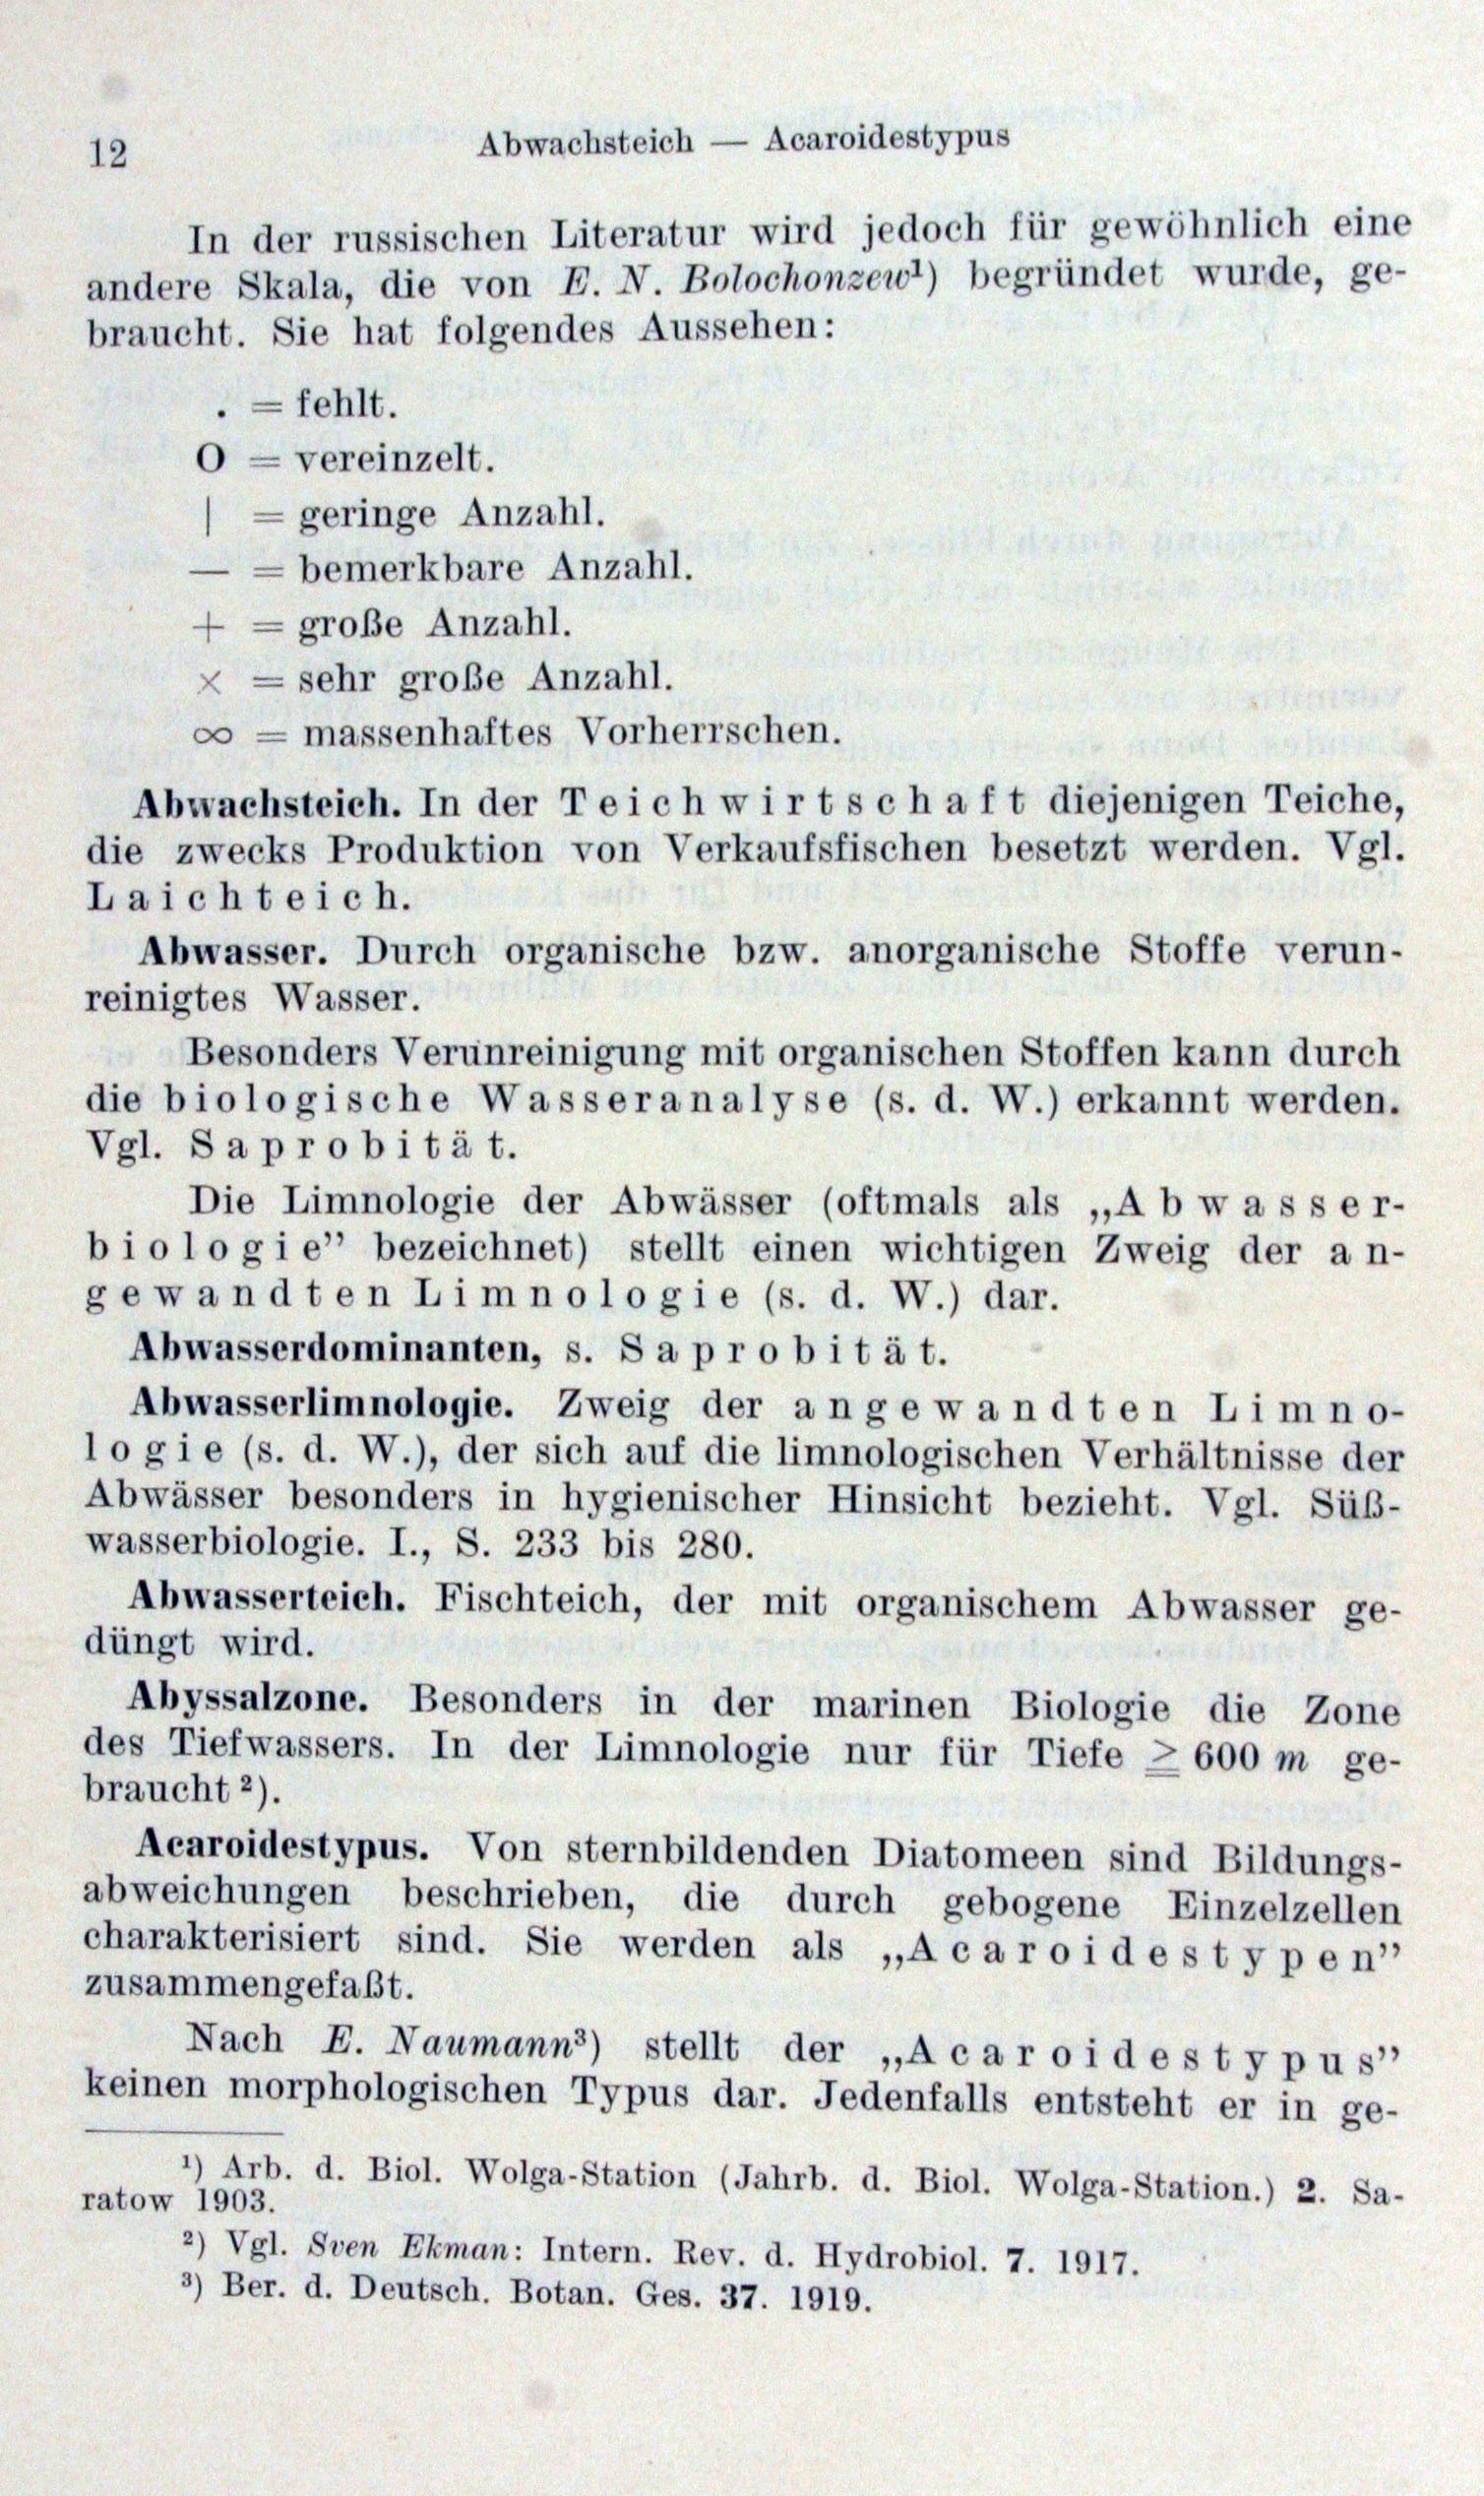 12
Abwachsteich — Acaroidestypus
In der russischen Literatur wird jedoch für gewöhnlich eine
andere Skala, die von E. N. Bolochonzew¹) begründet wurde, ge-
braucht. Sie hat folgendes Aussehen:
. = fehlt.
O = vereinzelt.
| = geringe Anzahl.
— = bemerkbare Anzahl.
+ = große Anzahl.
× = sehr große Anzahl.
∞ = massenhaftes Vorherrschen.
Abwachsteich. In der Teichwirtschaft diejenigen Teiche,
die zwecks Produktion von Verkaufsfischen besetzt werden. Vgl.
Laichteich.
Abwasser. Durch organische bzw. anorganische Stoffe verun-
reinigtes Wasser.
Besonders Verunreinigung mit organischen Stoffen kann durch
die biologische Wasseranalyse (s. d. W.) erkannt werden.
Vgl. Saprobität.
Die Limnologie der Abwässer (oftmals als „Abwasser-
biologie” bezeichnet) stellt einen wichtigen Zweig der an-
gewandten Limnologie (s. d. W.) dar.
Abwasserdominanten, s. Saprobität.
Abwasserlimnologie. Zweig der angewandten Limno-
logie (s. d. W.), der sich auf die limnologischen Verhältnisse der
Abwässer besonders in hygienischer Hinsicht bezieht. Vgl. Süß-
wasserbiologie. I., S. 233 bis 280.
Abwasserteich. Fischteich, der mit organischem Abwasser ge-
düngt wird.
Abyssalzone. Besonders in der marinen Biologie die Zone
des Tiefwassers. In der Limnologie nur für Tiefe ≥ 600 m ge-
braucht ²).
Acaroidestypus. Von sternbildenden Diatomeen sind Bildungs-
abweichungen beschrieben, die durch gebogene Einzelzellen
charakterisiert sind. Sie werden als „Acaroidestypen”
zusammengefaßt.
Nach E. Naumann³) stellt der „Acaroidestypus”
keinen morphologischen Typus dar. Jedenfalls entsteht er in ge-
¹) Arb. d. Biol. Wolga-Station (Jahrb. d. Biol. Wolga-Station.) 2. Sa-
ratow 1903.
²) Vgl. Sven Ekman: Intern. Rev. d. Hydrobiol. 7. 1917.
³) Ber. d. Deutsch. Botan. Ges. 37. 1919.